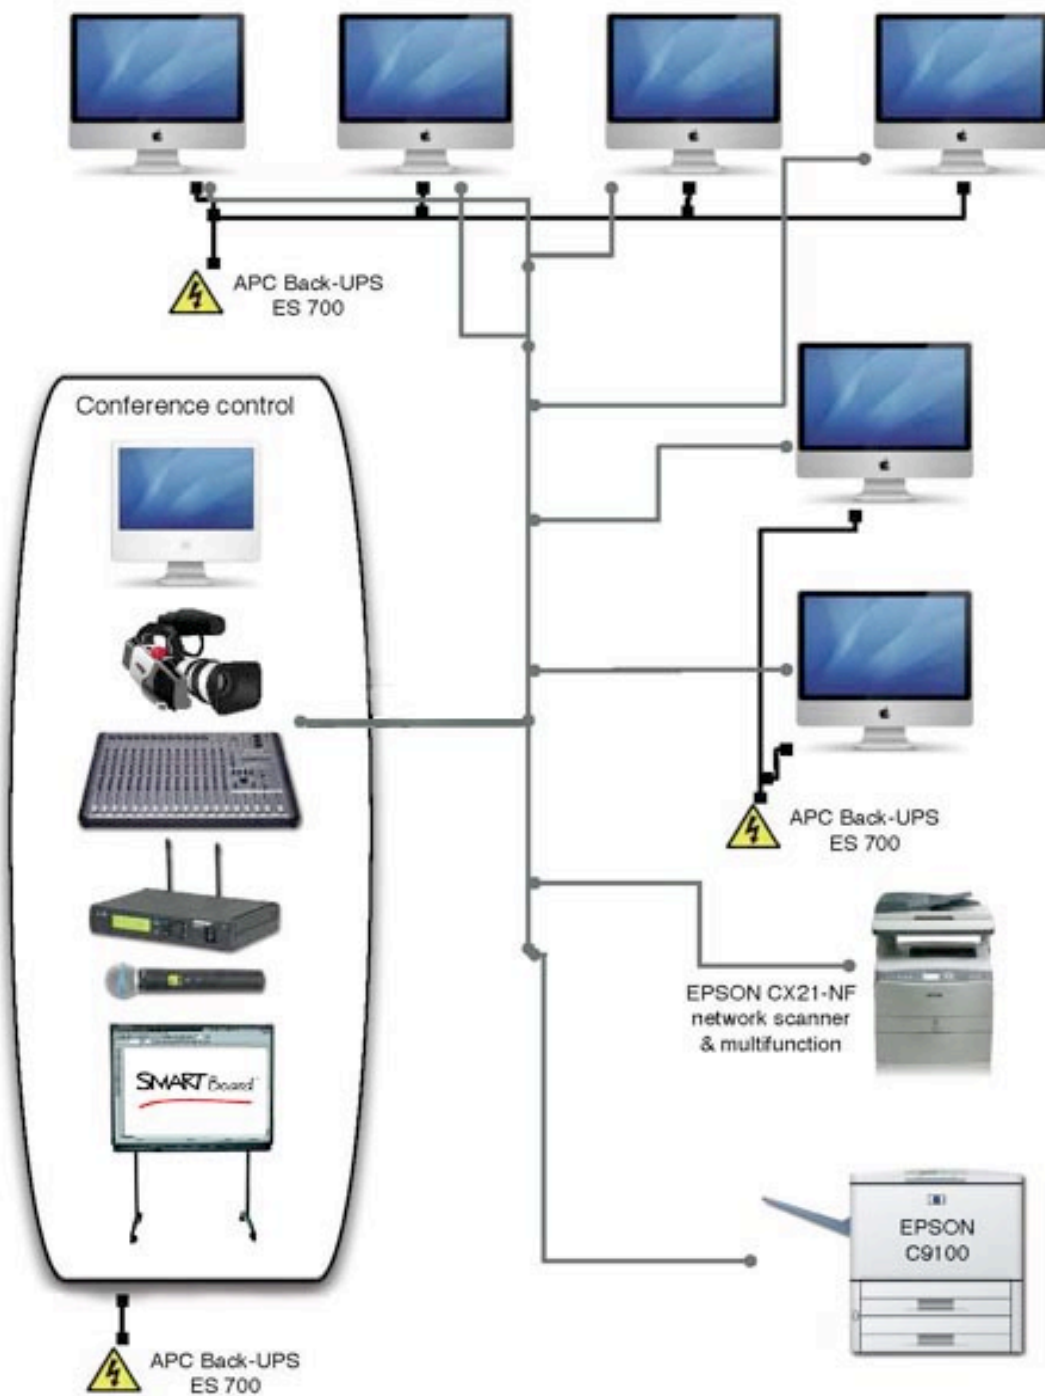 APC Back-UPS
ES 700
Conference control
SMART Board
APC Back-UPS
ES 700
EPSON CX21-NF
network scanner
& multifunction
EPSON
C9100
APC Back-UPS
ES 700